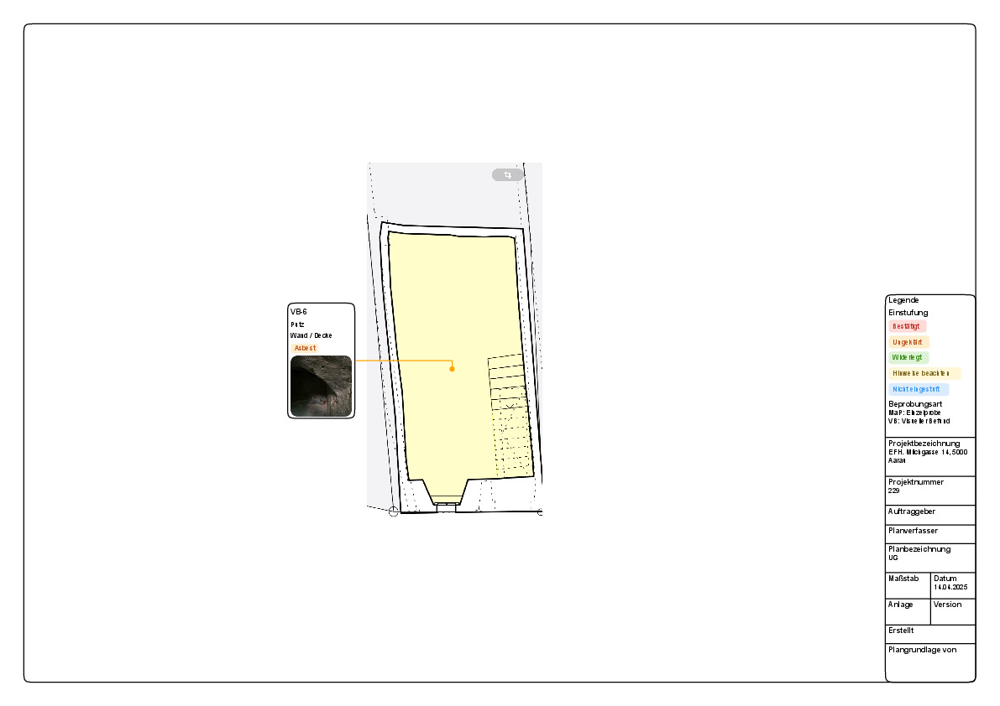 VB-6
Putz
Wand / Decke
Asbest
Legende
Einstufung
Bestätigt
Ungeklärt
Widerlegt
Hinweise beachten
Nicht eingestuft
Beprobungsart
MaP: Einzelprobe
VB: Visueller Befund
Projektbezeichnung
EFH. Milchgasse 14, 5000
Aarau
Projektnummer
229
Auftraggeber
Planverfasser
Planbezeichnung
UG
Maßstab
Datum
14.04.2025
Anlage
Version
Erstellt
Plangrundlage von